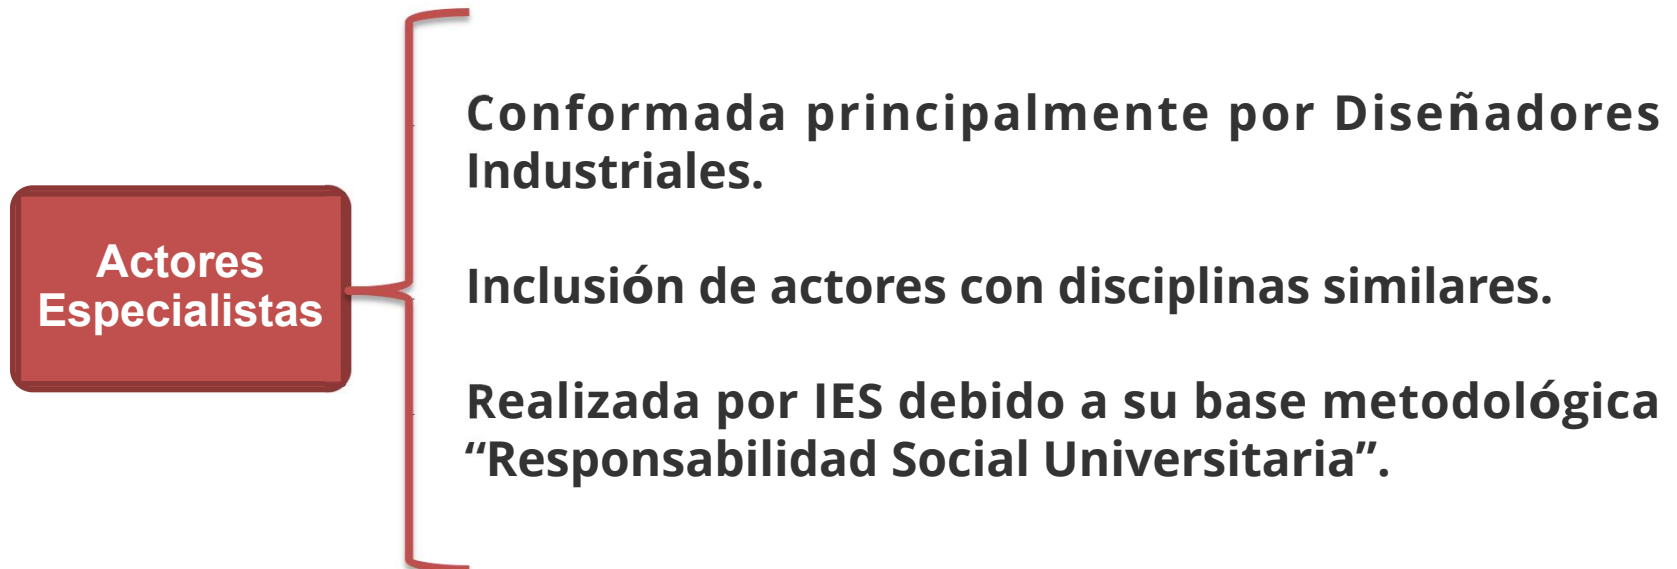 Actores
Especialistas
Conformada principalmente por Diseñadores
Industriales.
Inclusión de actores con disciplinas similares.
Realizada por IES debido a su base metodológica
“Responsabilidad Social Universitaria”.